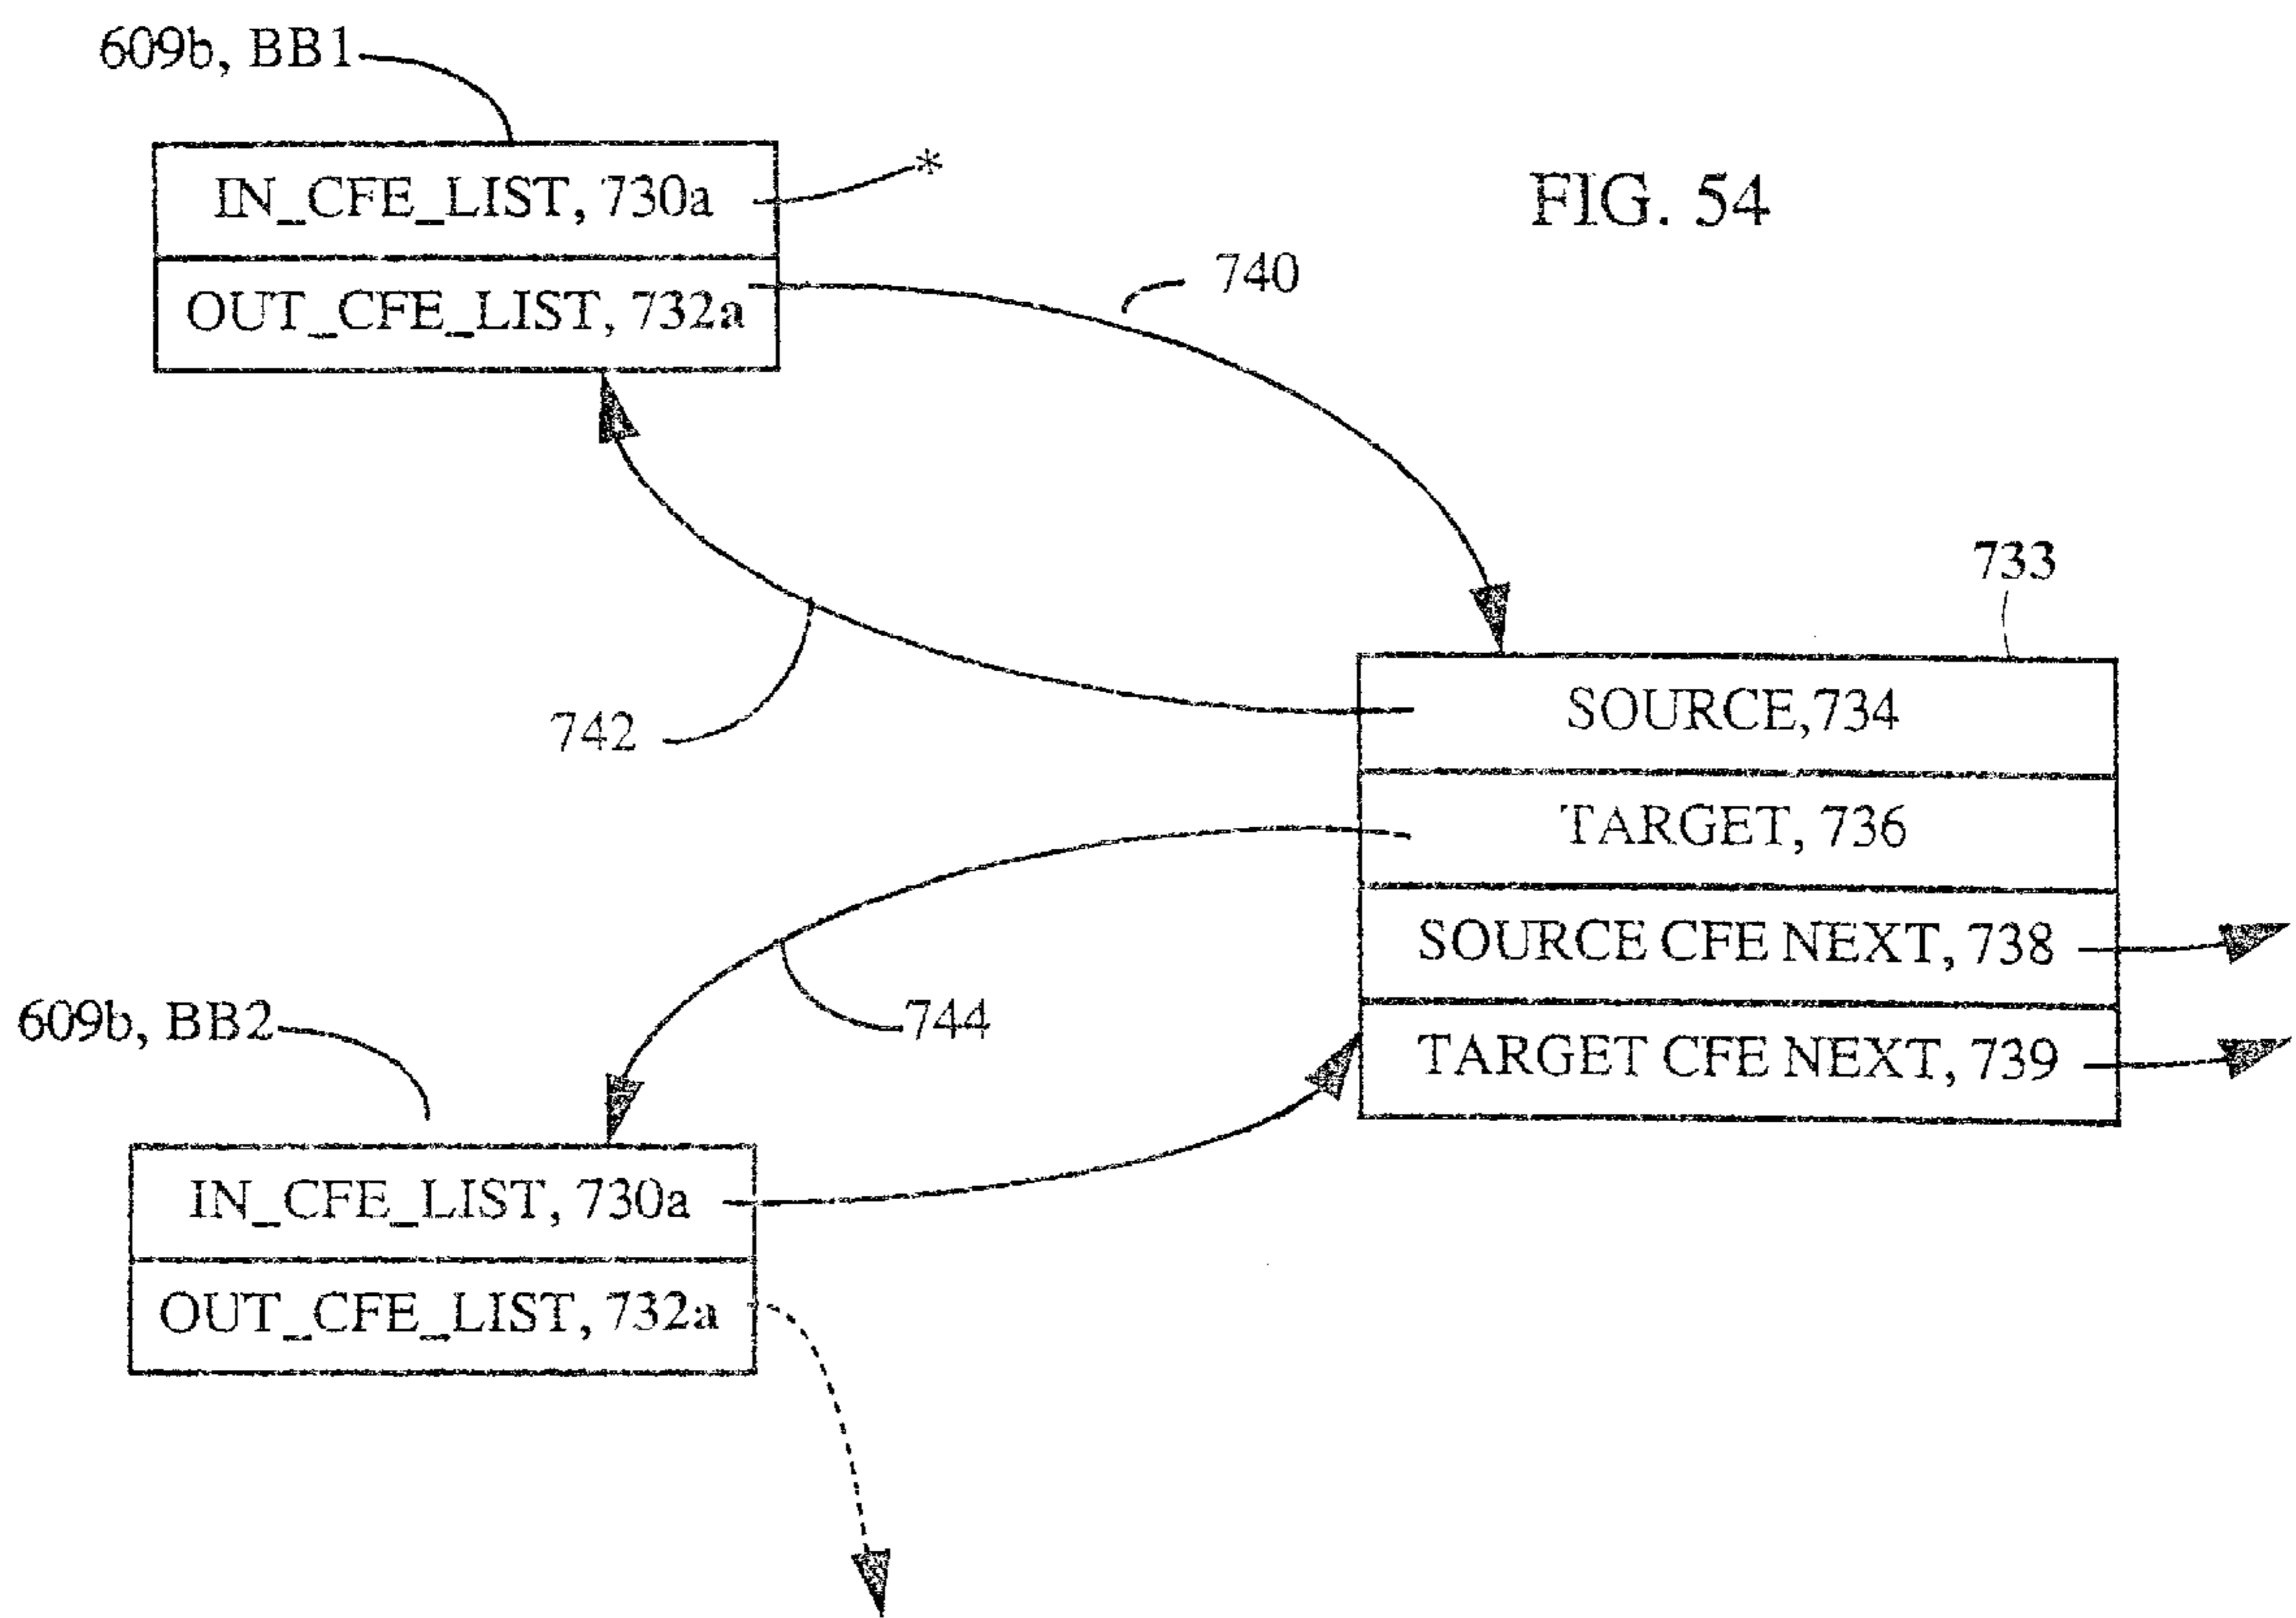 609b, BB1
IN_CFE_LIST, 730a
*
FIG. 54
OUT_CFE_LIST, 732a
740
733
742
SOURCE,734
TARGET, 736
SOURCE CFE NEXT, 738
744
609b, BB2
TARGET CFE NEXT, 739
IN_CFE_LIST, 730a
OUT_CFE_LIST, 732a